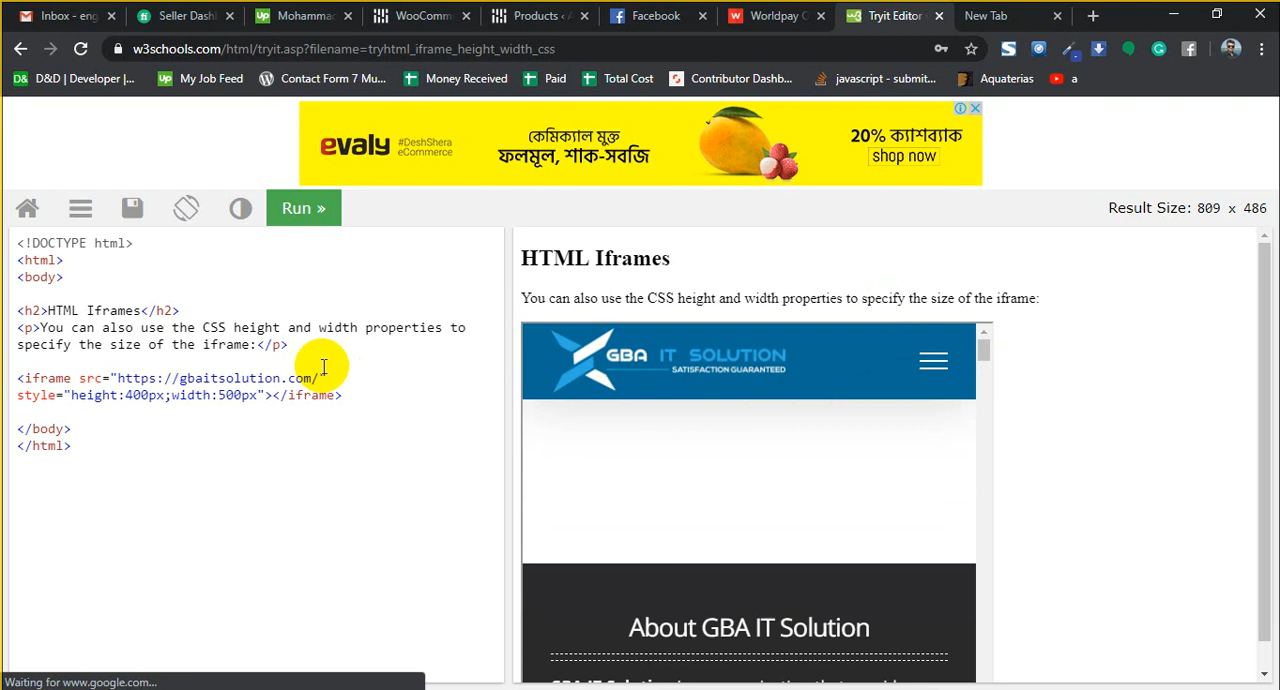 Inbox - eng
Seller Dashl
Mohammad
WooComm
Products ‹ A
Facebook
Worldpay C
Tryit Editor
New Tab
w3schools.com/html/tryit.asp?filename=tryhtml_iframe_height_width_css
D&D | Developer |...
My Job Feed
Contact Form 7 Mu...
Money Received
Paid
Total Cost
Contributor Dashb...
javascript - submit...
Aquaterias
a
evaly
#DeshShera
eCommerce
কেমিক্যাল মুক্ত
ফলমূল, শাক-সবজি
20% ক্যাশব্যাক
shop now
Run »
Result Size: 809 x 486
<!DOCTYPE html>
<html>
<body>
<h2>HTML Iframes</h2>
<p>You can also use the CSS height and width properties to
specify the size of the iframe:</p>
<iframe src="https://gbaitsolution.com/"
style="height:400px;width:500px"></iframe>
</body>
</html>
HTML Iframes
You can also use the CSS height and width properties to specify the size of the iframe:
GBA IT SOLUTION
SATISFACTION GUARANTEED
About GBA IT Solution
Waiting for www.google.com...